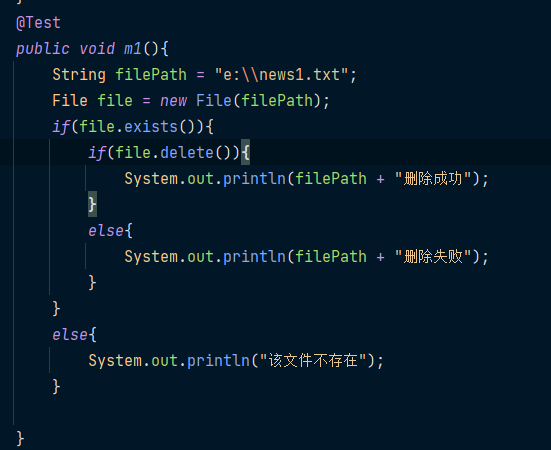 }
@Test
public void m1(){
    String filePath = "e:\\news1.txt";
    File file = new File(filePath);
    if(file.exists()){
        if(file.delete()){
            System.out.println(filePath + "删除成功");
        }
        else{
            System.out.println(filePath + "删除失败");
        }
    }
    else{
        System.out.println("该文件不存在");
    }
}